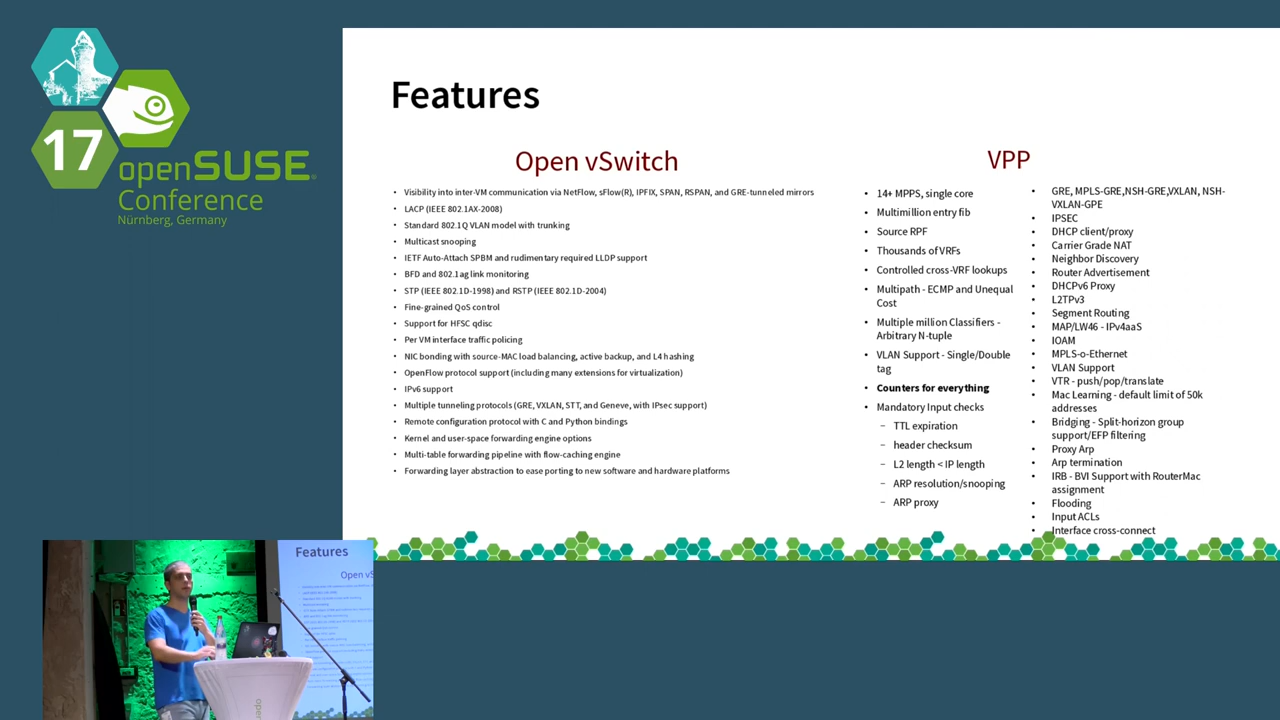 17
openSUSE
Conference
Nürnberg, Germany
Features
Open vSwitch
• Visibility into inter-VM communication via NetFlow, sFlow(R), IPFIX, SPAN, RSPAN, and GRE-tunneled mirrors
• LACP (IEEE 802.1AX-2008)
• Standard 802.1Q VLAN model with trunking
• Multicast snooping
• IETF Auto-Attach SPBM and rudimentary required LLDP support
• BFD and 802.1ag link monitoring
• STP (IEEE 802.1D-1998) and RSTP (IEEE 802.1D-2004)
• Fine-grained QoS control
• Support for HFSC qdisc
• Per VM interface traffic policing
• NIC bonding with source-MAC load balancing, active backup, and L4 hashing
• OpenFlow protocol support (including many extensions for virtualization)
• IPv6 support
• Multiple tunneling protocols (GRE, VXLAN, STT, and Geneve, with IPsec support)
• Remote configuration protocol with C and Python bindings
• Kernel and user-space forwarding engine options
• Multi-table forwarding pipeline with flow-caching engine
• Forwarding layer abstraction to ease porting to new software and hardware platforms
VPP
• 14+ MPPS, single core
• Multimillion entry fib
• Source RPF
• Thousands of VRFs
• Controlled cross-VRF lookups
• Multipath - ECMP and Unequal
Cost
• Multiple million Classifiers -
Arbitrary N-tuple
• VLAN Support - Single/Double
tag
• Counters for everything
• Mandatory Input checks
– TTL expiration
– header checksum
– L2 length < IP length
– ARP resolution/snooping
– ARP proxy
• GRE, MPLS-GRE,NSH-GRE,VXLAN, NSH-
VXLAN-GPE
• IPSEC
• DHCP client/proxy
• Carrier Grade NAT
• Neighbor Discovery
• Router Advertisement
• DHCPv6 Proxy
• L2TPv3
• Segment Routing
• MAP/LW46 - IPv4aaS
• IOAM
• MPLS-o-Ethernet
• VLAN Support
• VTR - push/pop/translate
• Mac Learning - default limit of 50k
addresses
• Bridging - Split-horizon group
support/EFP filtering
• Proxy Arp
• Arp termination
• IRB - BVI Support with RouterMac
assignment
• Flooding
• Input ACLs
• Interface cross-connect
Features